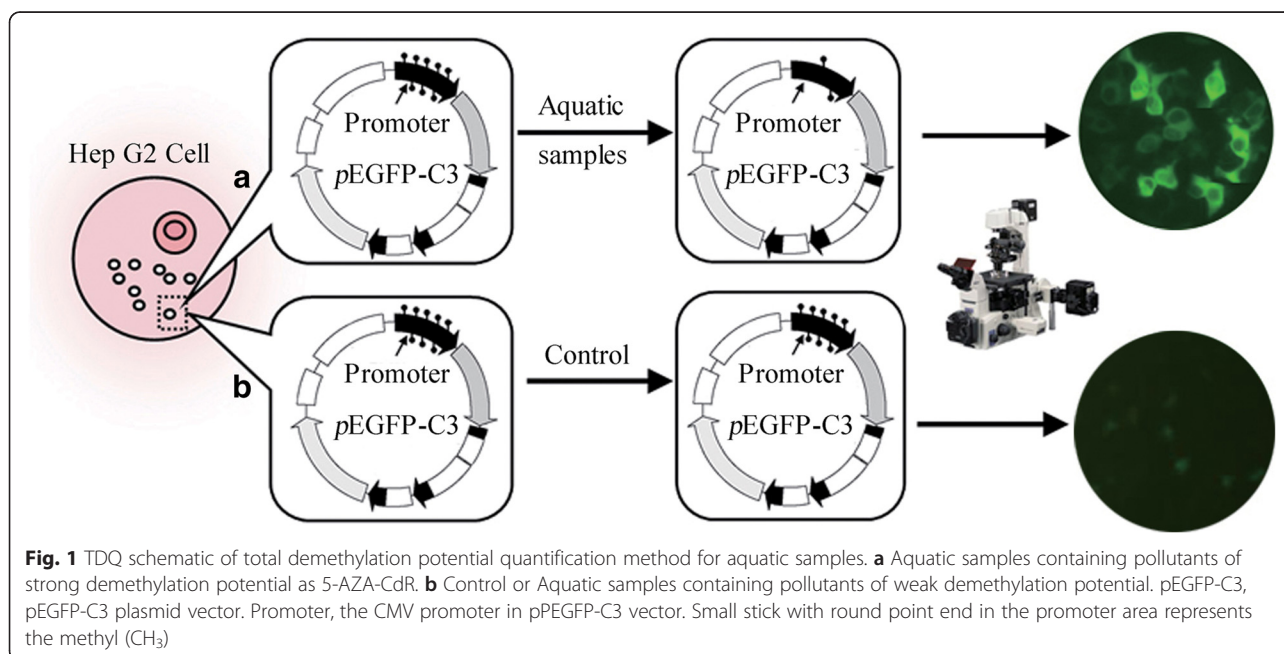 Hep G2 Cell
a
Promoter
pEGFP-C3
Aquatic
samples
Promoter
pEGFP-C3
b
Promoter
pEGFP-C3
Control
Promoter
pEGFP-C3
Fig. 1 TDQ schematic of total demethylation potential quantification method for aquatic samples. a Aquatic samples containing pollutants of
strong demethylation potential as 5-AZA-CdR. b Control or Aquatic samples containing pollutants of weak demethylation potential. pEGFP-C3,
pEGFP-C3 plasmid vector. Promoter, the CMV promoter in pPEGFP-C3 vector. Small stick with round point end in the promoter area represents
the methyl (CH₃)